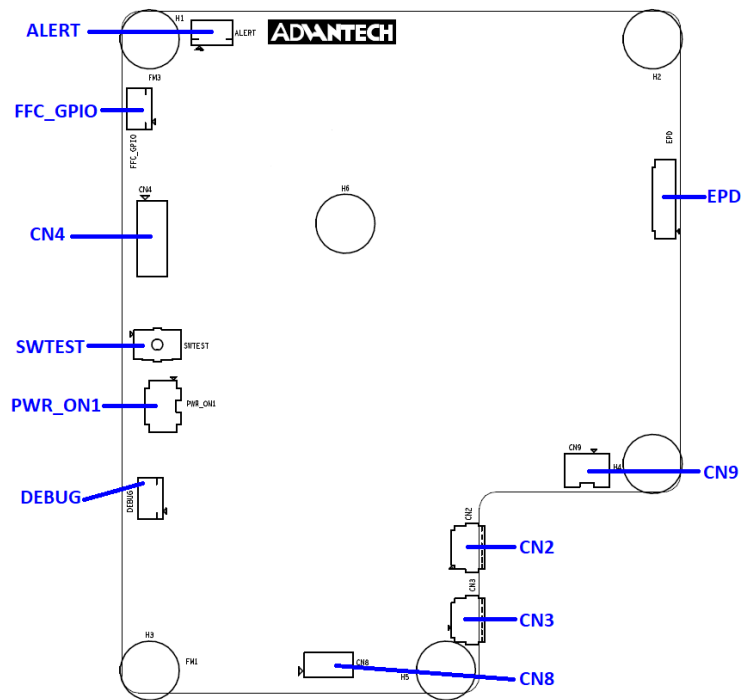 H1
ALERT
ALERT
ADVANTECH
FM3
H2
FFC_GPIO
FFC_GPIO
EPD
CN4
H6
EPD
CN4
SWTEST
SWTEST
PWR_ON1
PWR_ON1
CN9
H4
CN9
DEBUG
DEBUG
CN2
CN2
CN3
CN3
H3
FM1
CN8
H5
CN8